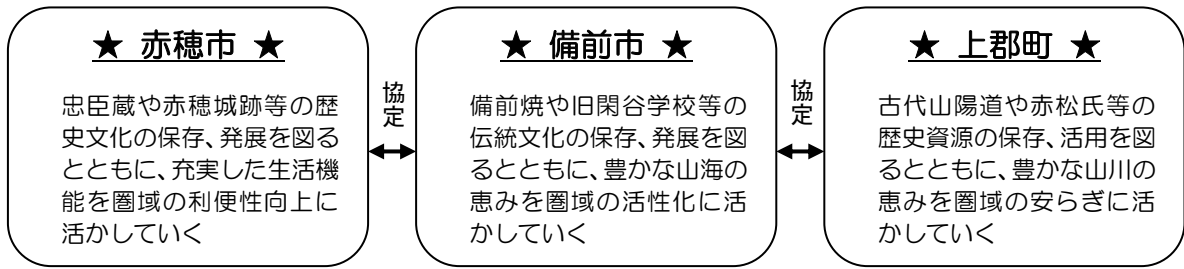 ★ 赤穂市 ★
忠臣蔵や赤穂城跡等の歴
史文化の保存、発展を図る
とともに、充実した生活機
能を圏域の利便性向上に
活かしていく
協定
★ 備前市 ★
備前焼や旧閑谷学校等の
伝統文化の保存、発展を図
るとともに、豊かな山海の
恵みを圏域の活性化に活
かしていく
協定
★ 上郡町 ★
古代山陽道や赤松氏等の
歴史資源の保存、活用を図
るとともに、豊かな山川の
恵みを圏域の安らぎに活
かしていく